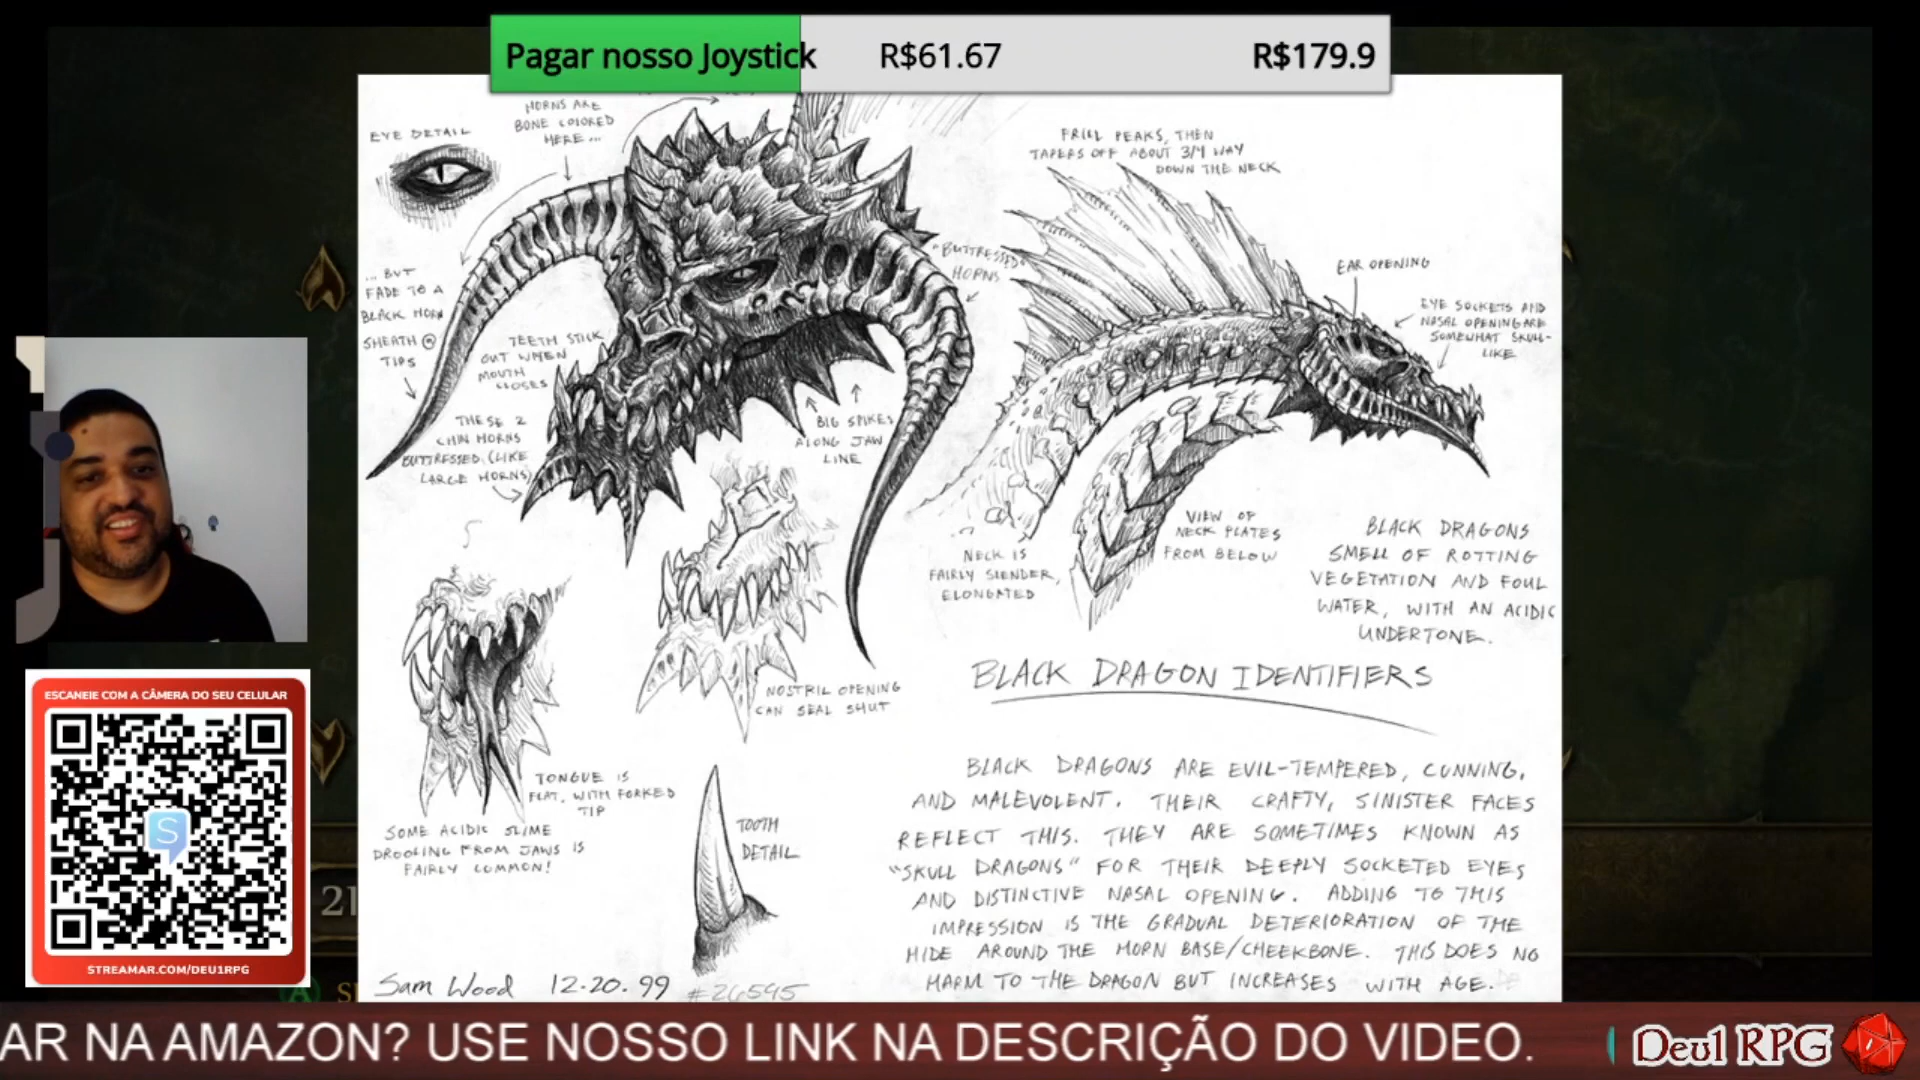 Pagar nosso Joystick R$61.67 R$179.9
EYE DETAIL
HORNS ARE
BONE COLORED
HERE ...
... BUT
FADE TO A
BLACK HORN
SHEATH @
TIPS
TEETH STICK
OUT WHEN
MOUTH
CLOSES
THESE 2
CHIN HORNS
BUTTRESSED (LIKE
LARGE HORNS)
BIG SPIKES
ALONG JAW
LINE
"BUTTRESSED"
HORNS
FRILL PEAKS, THEN
TAPERS OFF ABOUT 3/4 WAY
DOWN THE NECK
EAR OPENING
EYE SOCKETS AND
NASAL OPENING ARE
SOMEWHAT SKULL-
LIKE
NECK IS
FAIRLY SLENDER,
ELONGATED
VIEW OF
NECK PLATES
FROM BELOW
BLACK DRAGONS
SMELL OF ROTTING
VEGETATION AND FOUL
WATER, WITH AN ACIDIC
UNDERTONE.
NOSTRIL OPENING
CAN SEAL SHUT
TONGUE IS
FLAT, WITH FORKED
TIP
SOME ACIDIC SLIME
DROOLING FROM JAWS IS
FAIRLY COMMON!
TOOTH
DETAIL
BLACK DRAGON IDENTIFIERS
BLACK DRAGONS ARE EVIL-TEMPERED, CUNNING,
AND MALEVOLENT. THEIR CRAFTY, SINISTER FACES
REFLECT THIS. THEY ARE SOMETIMES KNOWN AS
"SKULL DRAGONS" FOR THEIR DEEPLY SOCKETED EYES
AND DISTINCTIVE NASAL OPENING. ADDING TO THIS
IMPRESSION IS THE GRADUAL DETERIORATION OF THE
HIDE AROUND THE HORN BASE/CHEEKBONE. THIS DOES NO
HARM TO THE DRAGON BUT INCREASES WITH AGE.
Sam Wood 12.20.99 #26545
ESCANEIE COM A CÂMERA DO SEU CELULAR
S
STREAMAR.COM/DEU1RPG
21
A S
AR NA AMAZON? USE NOSSO LINK NA DESCRIÇÃO DO VIDEO.
Deu1 RPG